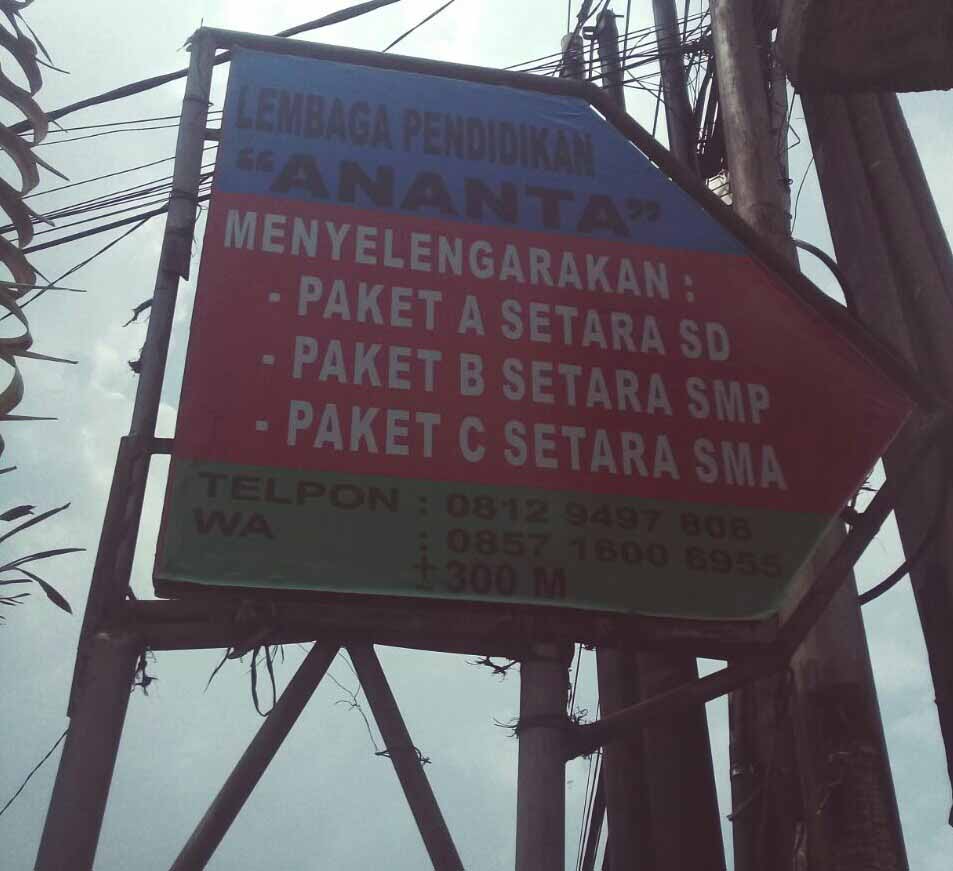 LEMBAGA PENDIDIKAN
"ANANTA"
MENYELENGARAKAN :
- PAKET A SETARA SD
- PAKET B SETARA SMP
- PAKET C SETARA SMA
TELPON : 0812 9497 808
WA : 0857 1600 6955
± 300 M